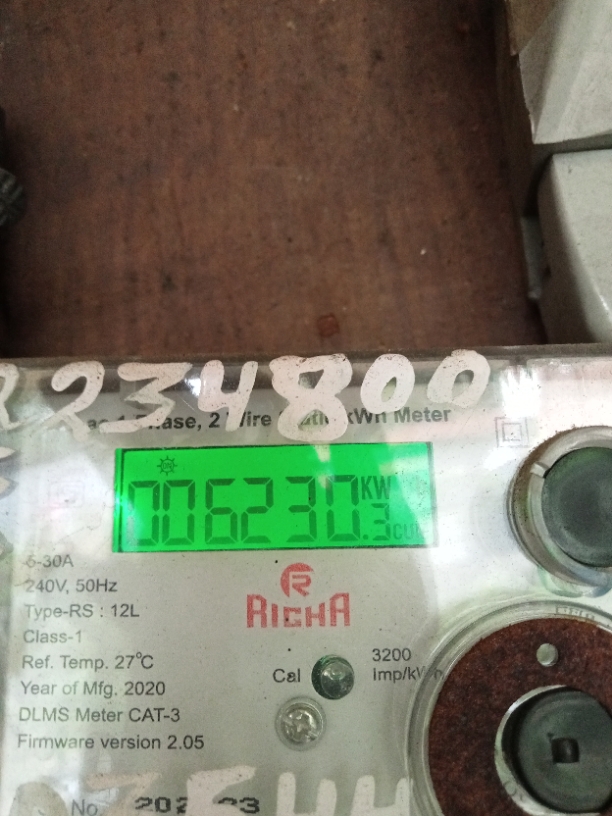 234800
Phase, 2 Wire Static kWh Meter
006230.3 KW
CU
5-30A
240V, 50Hz
Type-RS : 12L
Class-1
Ref. Temp. 27°C
Year of Mfg. 2020
DLMS Meter CAT-3
Firmware version 2.05
R
RICHA
Cal
3200
Imp/kWh
No.